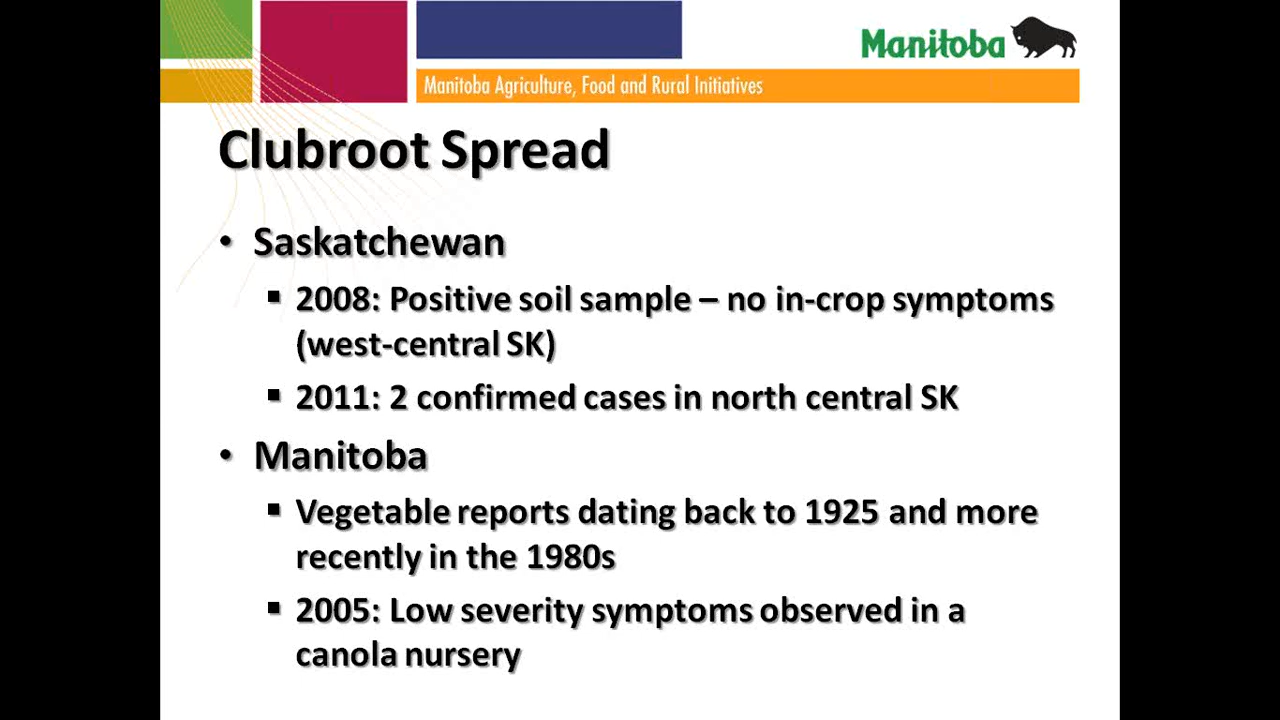 Manitoba
Manitoba Agriculture, Food and Rural Initiatives
Clubroot Spread
• Saskatchewan
▪ 2008: Positive soil sample – no in-crop symptoms
(west-central SK)
▪ 2011: 2 confirmed cases in north central SK
• Manitoba
▪ Vegetable reports dating back to 1925 and more
recently in the 1980s
▪ 2005: Low severity symptoms observed in a
canola nursery